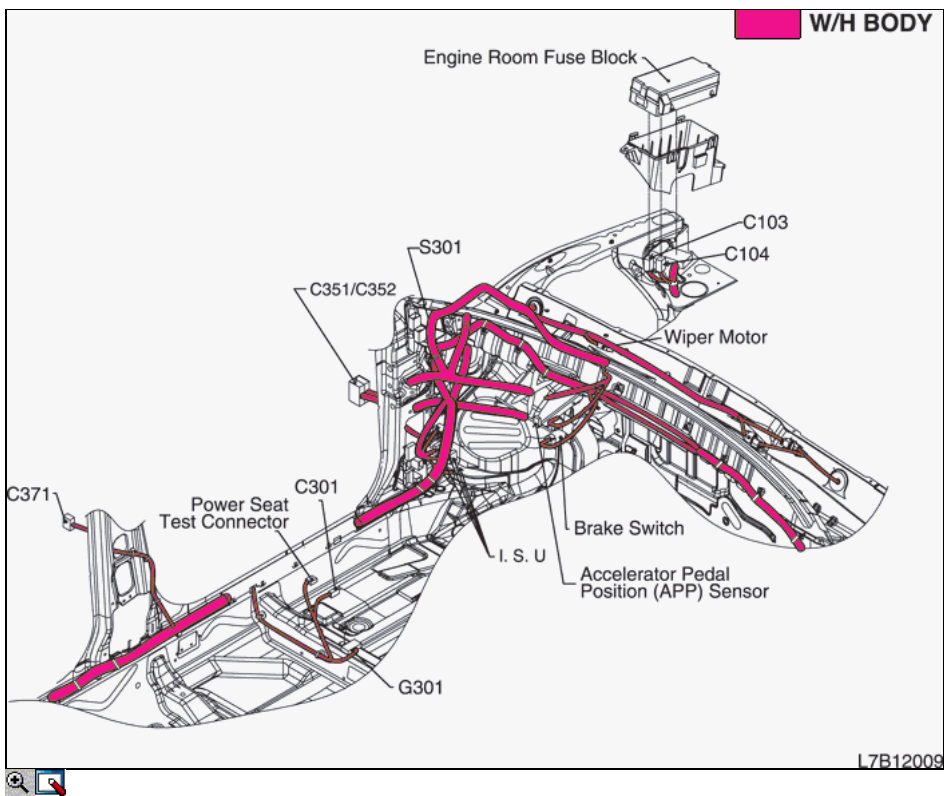 W/H BODY
Engine Room Fuse Block
C103
C104
S301
C351/C352
Wiper Motor
C371
C301
Power Seat
Test Connector
Brake Switch
I. S. U
Accelerator Pedal
Position (APP) Sensor
G301
L7B12009